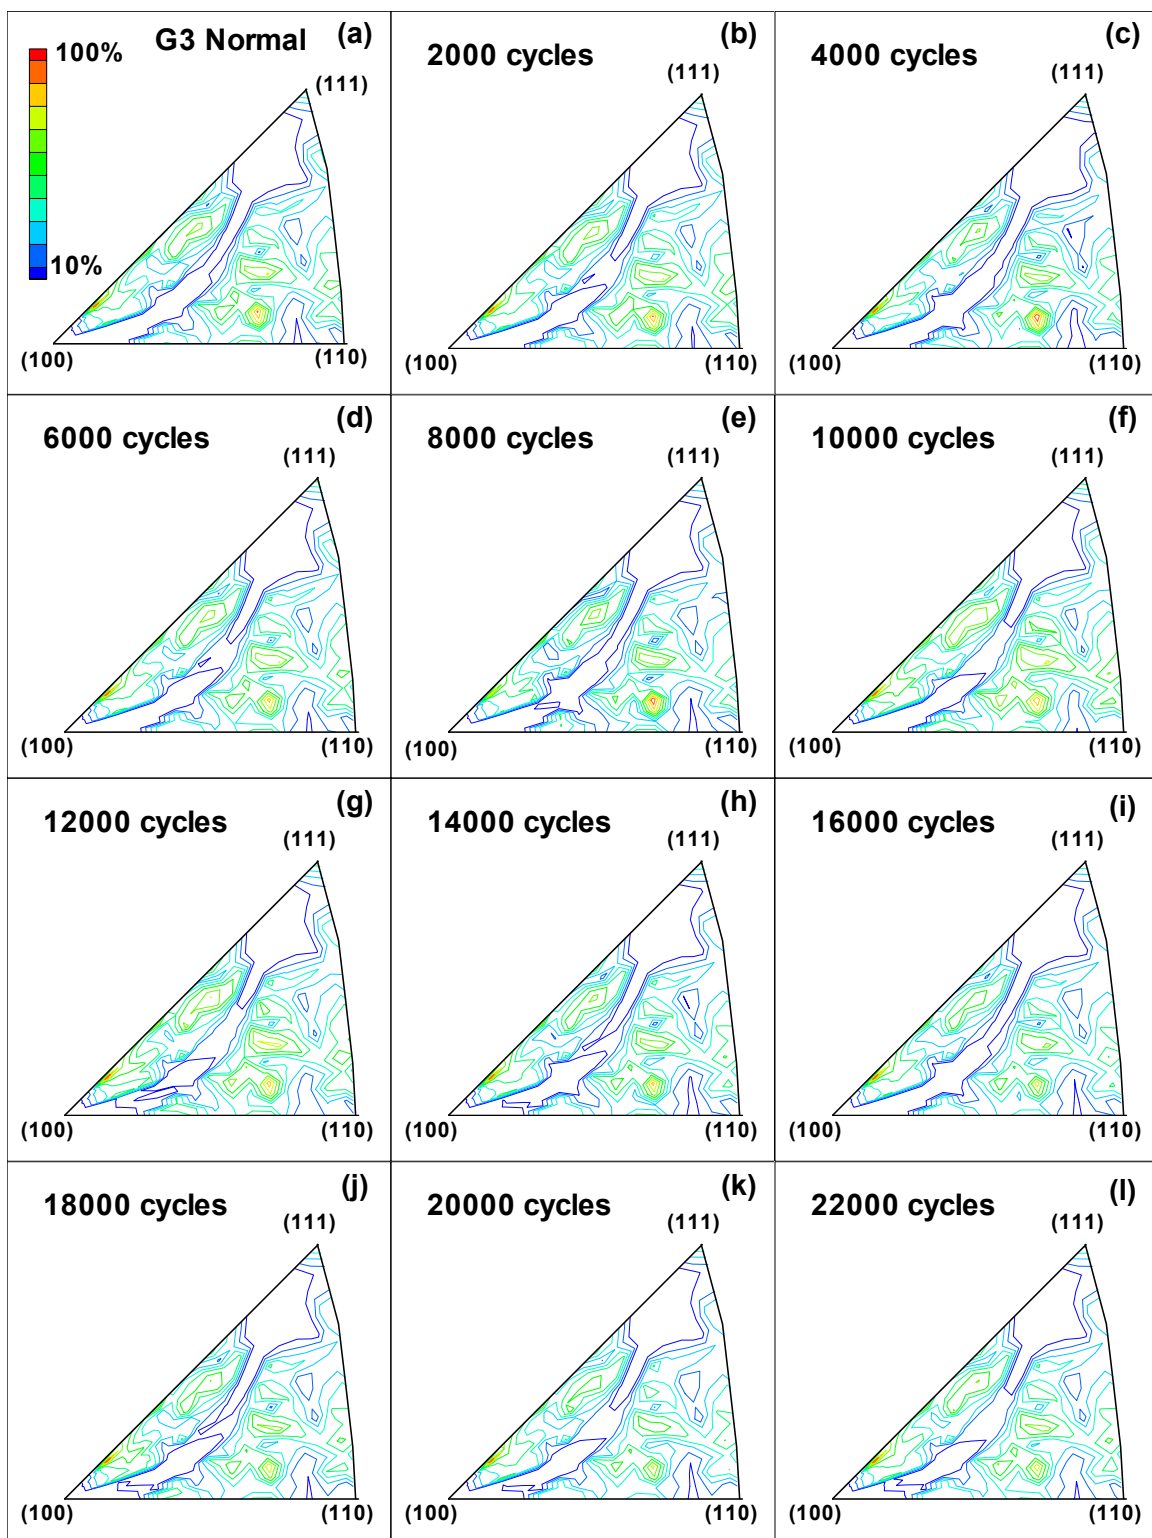 G3 Normal (a)
100%
10%
(111)
(100) (110)
2000 cycles (b)
(111)
(100) (110)
4000 cycles (c)
(111)
(100) (110)
6000 cycles (d)
(111)
(100) (110)
8000 cycles (e)
(111)
(100) (110)
10000 cycles (f)
(111)
(100) (110)
12000 cycles (g)
(111)
(100) (110)
14000 cycles (h)
(111)
(100) (110)
16000 cycles (i)
(111)
(100) (110)
18000 cycles (j)
(111)
(100) (110)
20000 cycles (k)
(111)
(100) (110)
22000 cycles (l)
(111)
(100) (110)